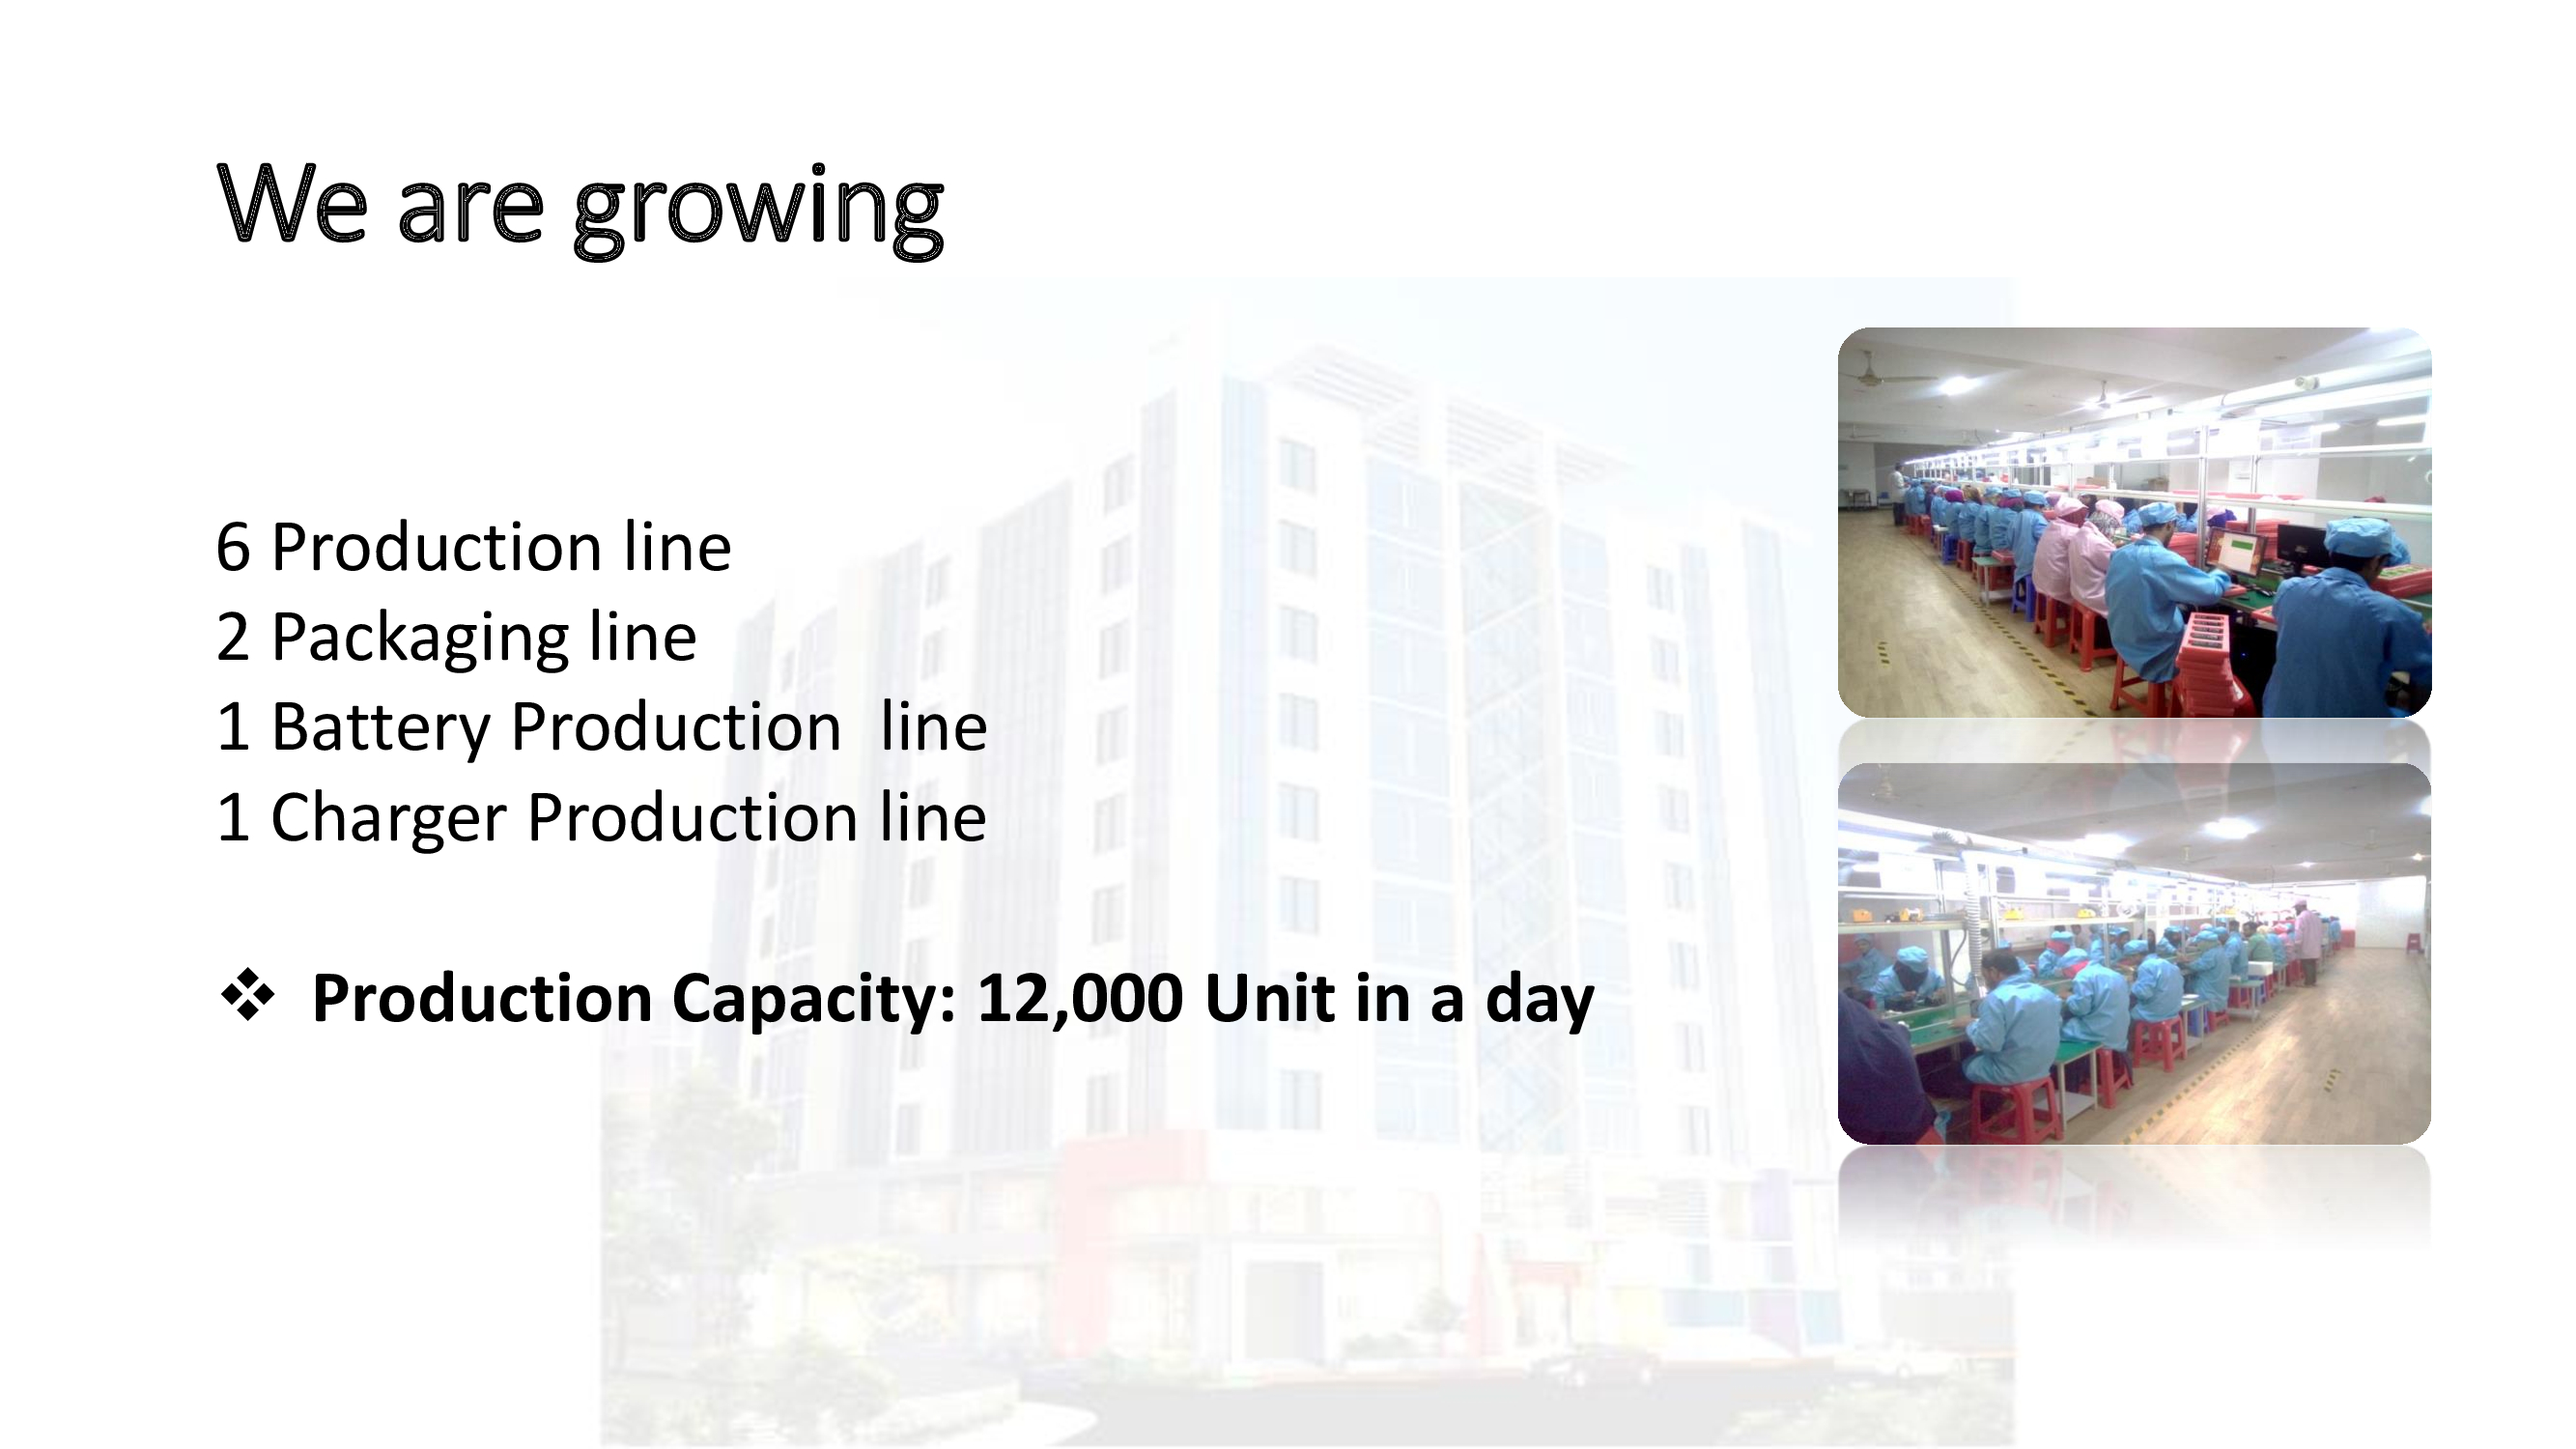 We are growing
6 Production line
2 Packaging line
1 Battery Production  line
1 Charger Production line
❖ Production Capacity: 12,000 Unit in a day